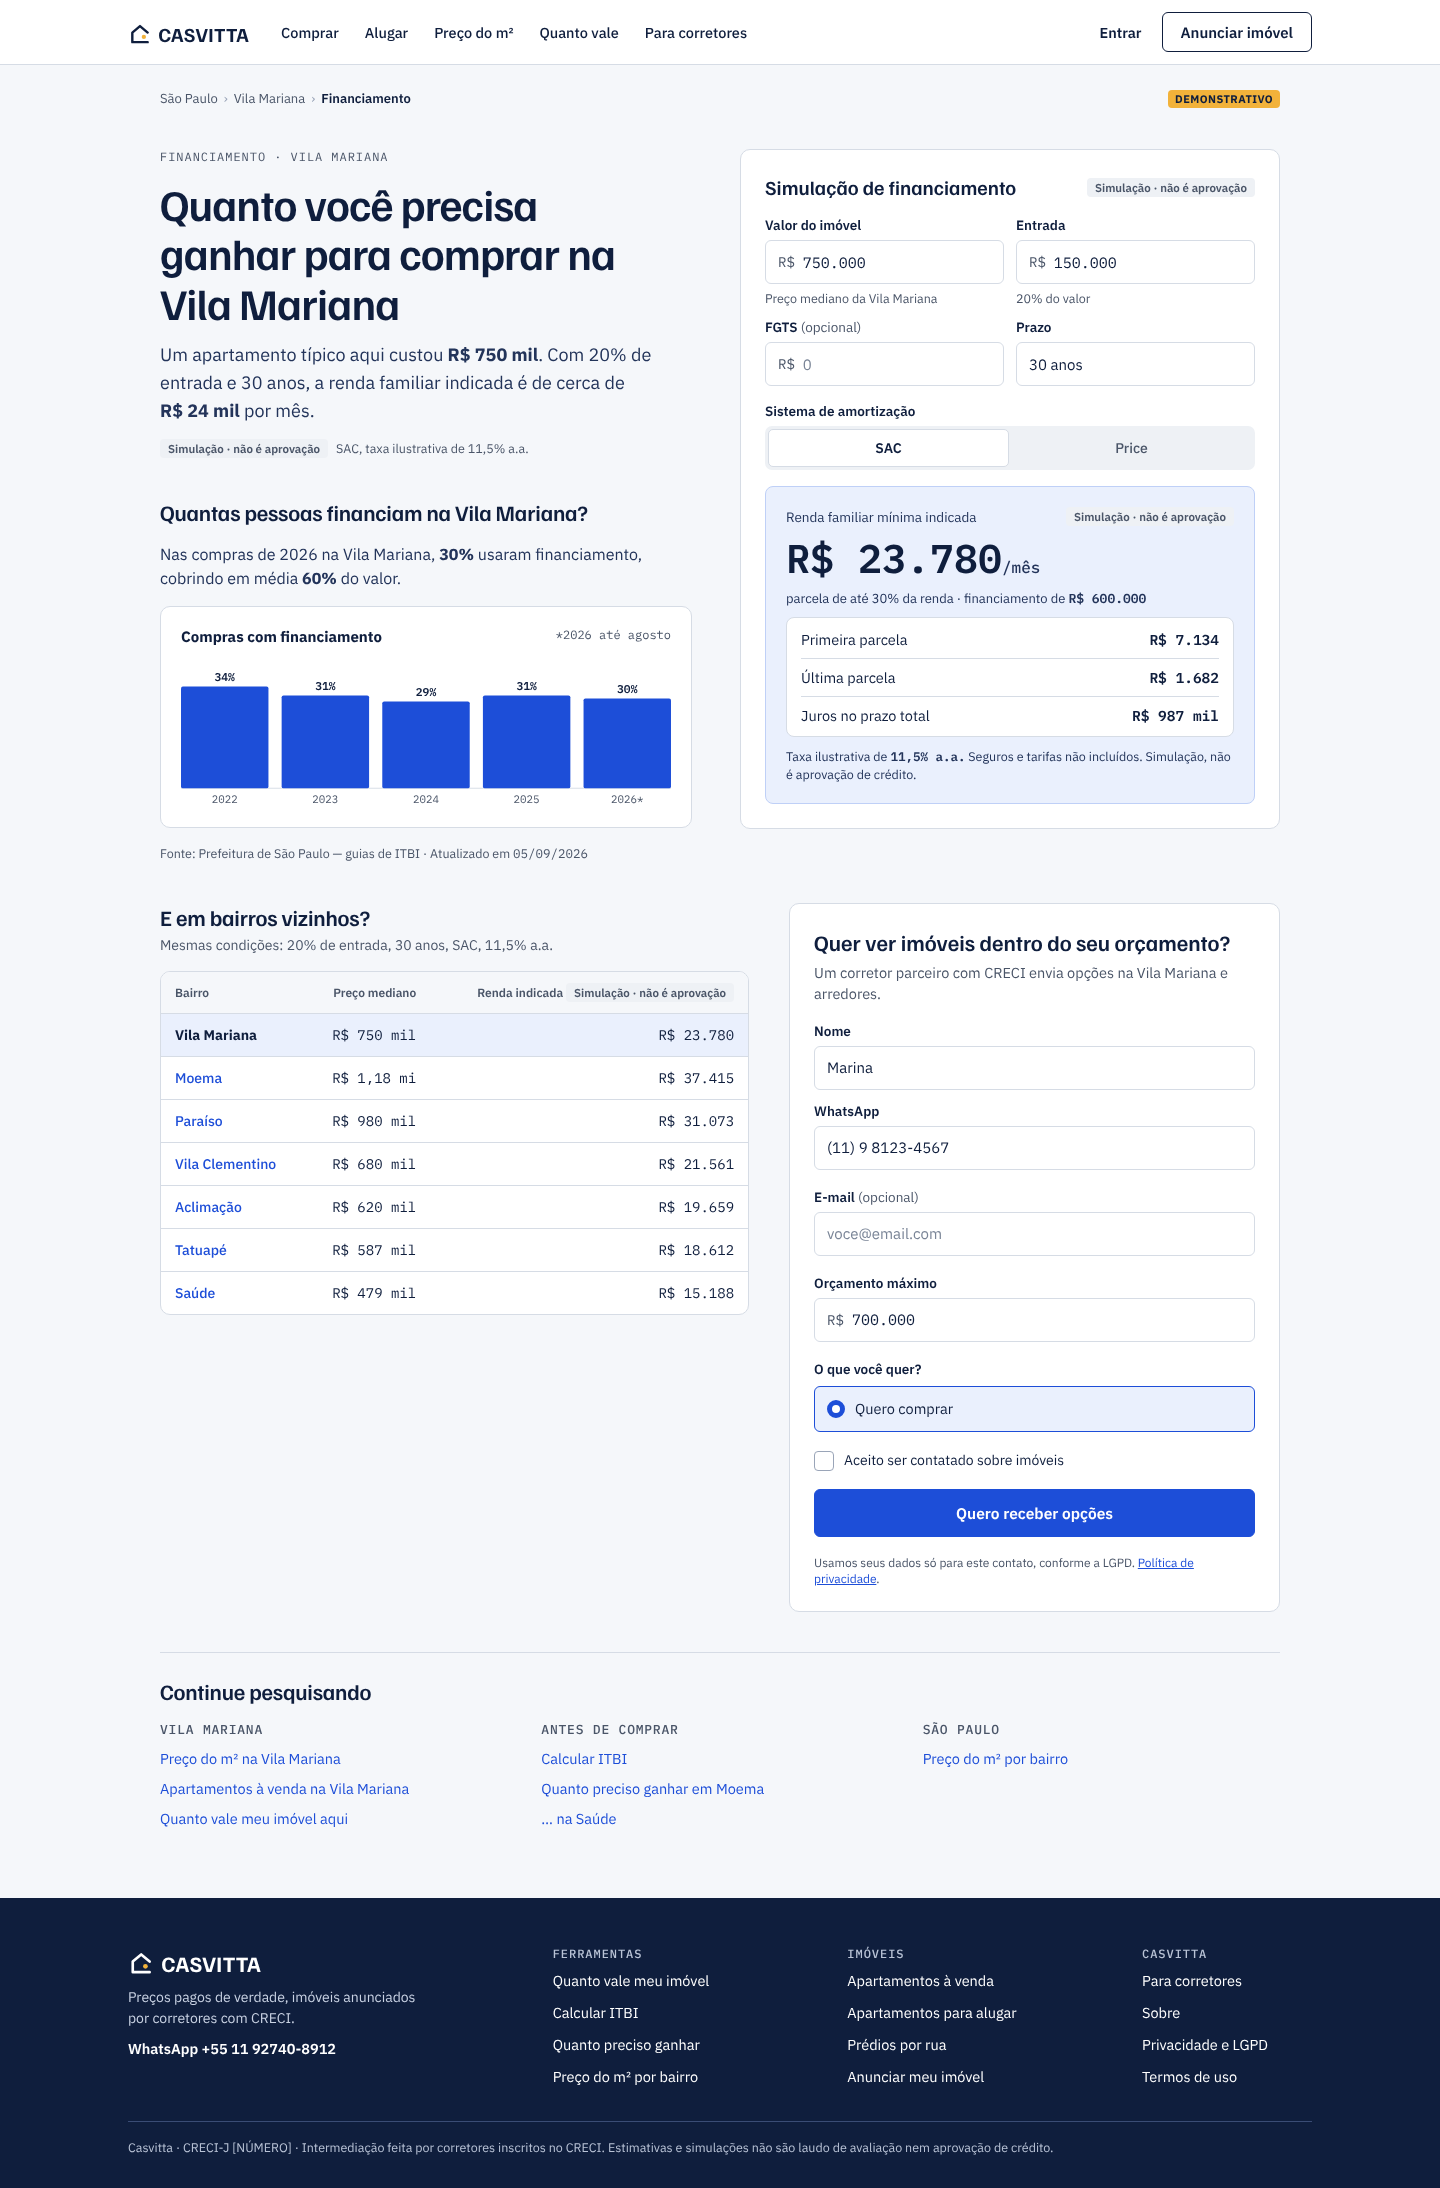 CASVITTA
Comprar
Alugar
Preço do m²
Quanto vale
Para corretores
Entrar
Anunciar imóvel
São Paulo › Vila Mariana › Financiamento
DEMONSTRATIVO
FINANCIAMENTO · VILA MARIANA
Quanto você precisa
ganhar para comprar na
Vila Mariana
Um apartamento típico aqui custou R$ 750 mil. Com 20% de
entrada e 30 anos, a renda familiar indicada é de cerca de
R$ 24 mil por mês.
Simulação · não é aprovação SAC, taxa ilustrativa de 11,5% a.a.
Quantas pessoas financiam na Vila Mariana?
Nas compras de 2026 na Vila Mariana, 30% usaram financiamento,
cobrindo em média 60% do valor.
Compras com financiamento
*2026 até agosto
34% 31% 29% 31% 30%
2022 2023 2024 2025 2026*
Fonte: Prefeitura de São Paulo — guias de ITBI · Atualizado em 05/09/2026
Simulação de financiamento
Simulação · não é aprovação
Valor do imóvel
R$ 750.000
Preço mediano da Vila Mariana
Entrada
R$ 150.000
20% do valor
FGTS (opcional)
R$ 0
Prazo
30 anos
Sistema de amortização
SAC
Price
Renda familiar mínima indicada
Simulação · não é aprovação
R$ 23.780/mês
parcela de até 30% da renda · financiamento de R$ 600.000
Primeira parcela R$ 7.134
Última parcela R$ 1.682
Juros no prazo total R$ 987 mil
Taxa ilustrativa de 11,5% a.a. Seguros e tarifas não incluídos. Simulação, não
é aprovação de crédito.
E em bairros vizinhos?
Mesmas condições: 20% de entrada, 30 anos, SAC, 11,5% a.a.
Bairro Preço mediano Renda indicada Simulação · não é aprovação
Vila Mariana R$ 750 mil R$ 23.780
Moema R$ 1,18 mi R$ 37.415
Paraíso R$ 980 mil R$ 31.073
Vila Clementino R$ 680 mil R$ 21.561
Aclimação R$ 620 mil R$ 19.659
Tatuapé R$ 587 mil R$ 18.612
Saúde R$ 479 mil R$ 15.188
Quer ver imóveis dentro do seu orçamento?
Um corretor parceiro com CRECI envia opções na Vila Mariana e
arredores.
Nome
Marina
WhatsApp
(11) 9 8123-4567
E-mail (opcional)
voce@email.com
Orçamento máximo
R$ 700.000
O que você quer?
Quero comprar
Aceito ser contatado sobre imóveis
Quero receber opções
Usamos seus dados só para este contato, conforme a LGPD. Política de
privacidade.
Continue pesquisando
VILA MARIANA
Preço do m² na Vila Mariana
Apartamentos à venda na Vila Mariana
Quanto vale meu imóvel aqui
ANTES DE COMPRAR
Calcular ITBI
Quanto preciso ganhar em Moema
... na Saúde
SÃO PAULO
Preço do m² por bairro
CASVITTA
Preços pagos de verdade, imóveis anunciados
por corretores com CRECI.
WhatsApp +55 11 92740-8912
FERRAMENTAS
Quanto vale meu imóvel
Calcular ITBI
Quanto preciso ganhar
Preço do m² por bairro
IMÓVEIS
Apartamentos à venda
Apartamentos para alugar
Prédios por rua
Anunciar meu imóvel
CASVITTA
Para corretores
Sobre
Privacidade e LGPD
Termos de uso
Casvitta · CRECI-J [NÚMERO] · Intermediação feita por corretores inscritos no CRECI. Estimativas e simulações não são laudo de avaliação nem aprovação de crédito.